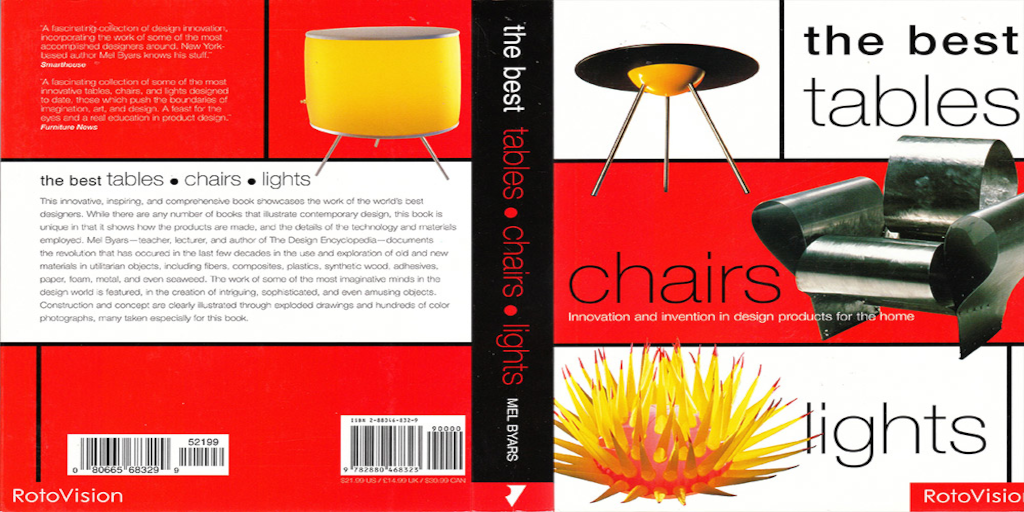 "A fascinating collection of design innovation,
incorporating the work of some of the most
accomplished designers around. New York-
based author Mel Byars knows his stuff."
Smarthouse
"A fascinating collection of some of the most
innovative tables, chairs, and lights designed
to date, those which push the boundaries of
imagination, art, and design. A feast for the
eyes and a real education in product design."
Furniture News
the best tables • chairs • lights
This innovative, inspiring, and comprehensive book showcases the work of the world's best
designers. While there are any number of books that illustrate contemporary design, this book is
unique in that it shows how the products are made, and the details of the technology and materials
employed. Mel Byars—teacher, lecturer, and author of The Design Encyclopedia—documents
the revolution that has occured in the last few decades in the use and exploration of old and new
materials in utilitarian objects, including fibers, composites, plastics, synthetic wood, adhesives,
paper, foam, metal, and even seaweed. The work of some of the most imaginative minds in the
design world is featured, in the creation of intriguing, sophisticated, and even amusing objects.
Construction and concept are clearly illustrated through exploded drawings and hundreds of color
photographs, many taken especially for this book.
52199
0 80665 68329 9
ISBN 2-88046-832-9
90000
9 782880 468323
$21.99 US / £14.99 UK / $39.99 CAN
RotoVision
the best tables • chairs • lights MEL BYARS
the best
tables
chairs
Innovation and invention in design products for the home
lights
RotoVision